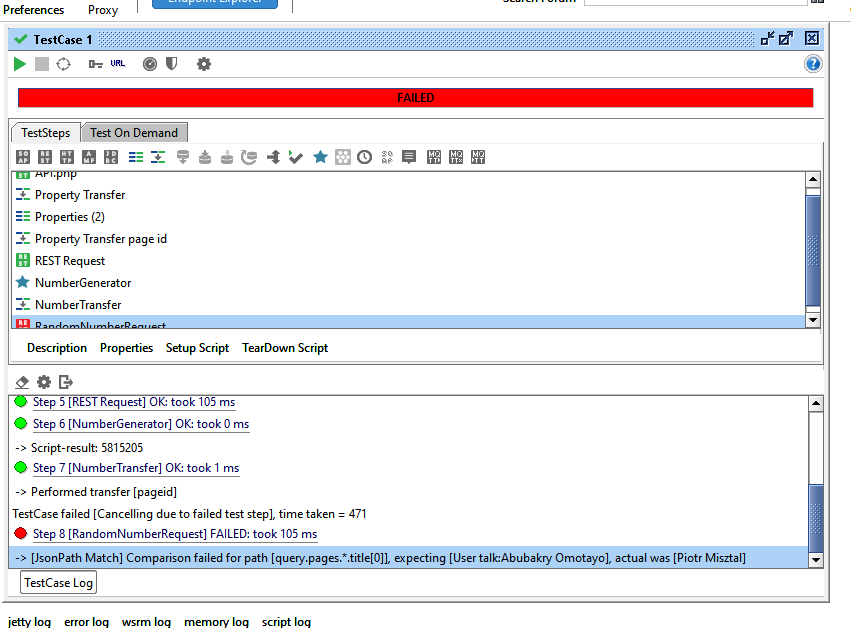 Preferences Proxy Endpoint Explorer Search Forum
TestCase 1
URL
FAILED
TestSteps Test On Demand
API.php
Property Transfer
Properties (2)
Property Transfer page id
REST Request
NumberGenerator
NumberTransfer
RandomNumberRequest
Description Properties Setup Script TearDown Script
Step 5 [REST Request] OK: took 105 ms
Step 6 [NumberGenerator] OK: took 0 ms
-> Script-result: 5815205
Step 7 [NumberTransfer] OK: took 1 ms
-> Performed transfer [pageid]
TestCase failed [Cancelling due to failed test step], time taken = 471
Step 8 [RandomNumberRequest] FAILED: took 105 ms
-> [JsonPath Match] Comparison failed for path [query.pages.*.title[0]], expecting [User talk:Abubakry Omotayo], actual was [Piotr Misztal]
TestCase Log
jetty log error log wsrm log memory log script log